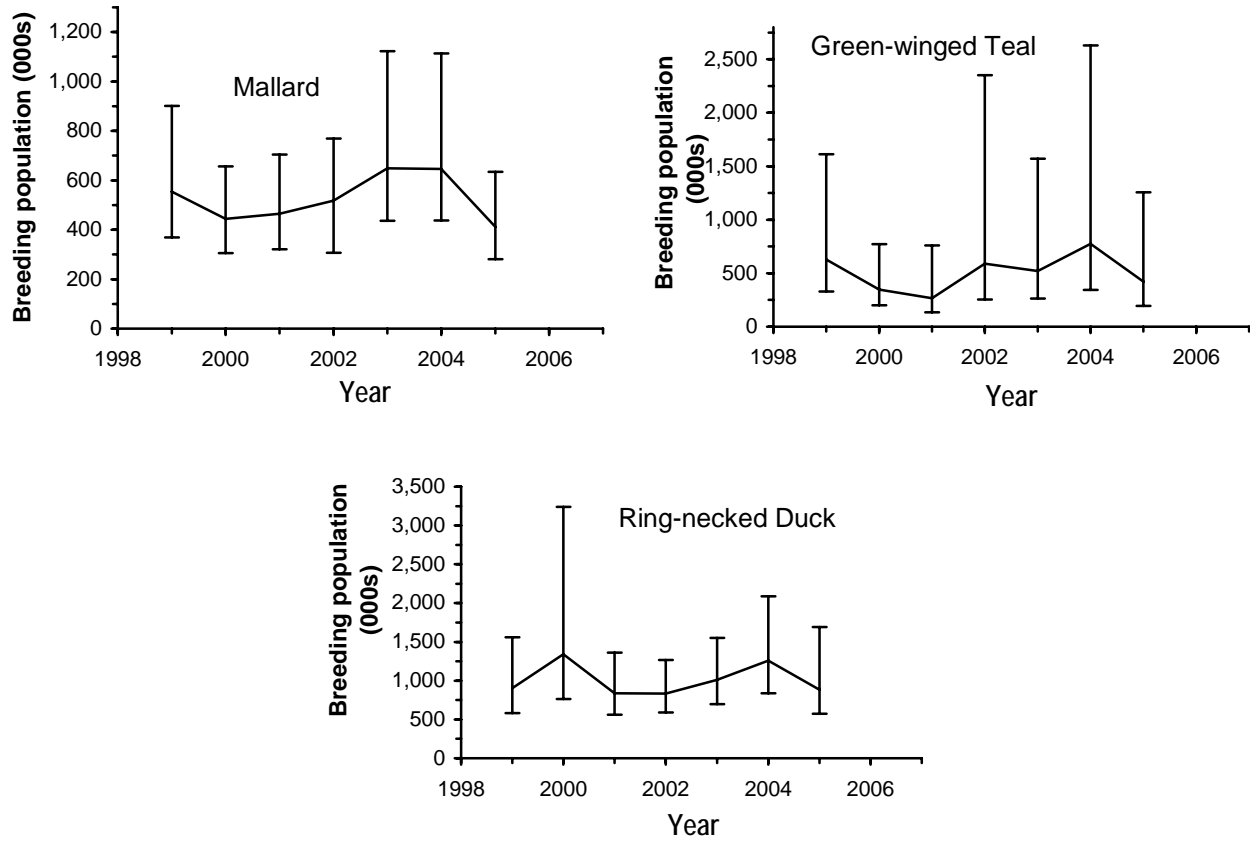 Mallard
Breeding population (000s)
1,200
1,000
800
600
400
200
0
1998 2000 2002 2004 2006
Year
Green-winged Teal
Breeding population
(000s)
2,500
2,000
1,500
1,000
500
0
1998 2000 2002 2004 2006
Year
Ring-necked Duck
Breeding population
(000s)
3,500
3,000
2,500
2,000
1,500
1,000
500
0
1998 2000 2002 2004 2006
Year